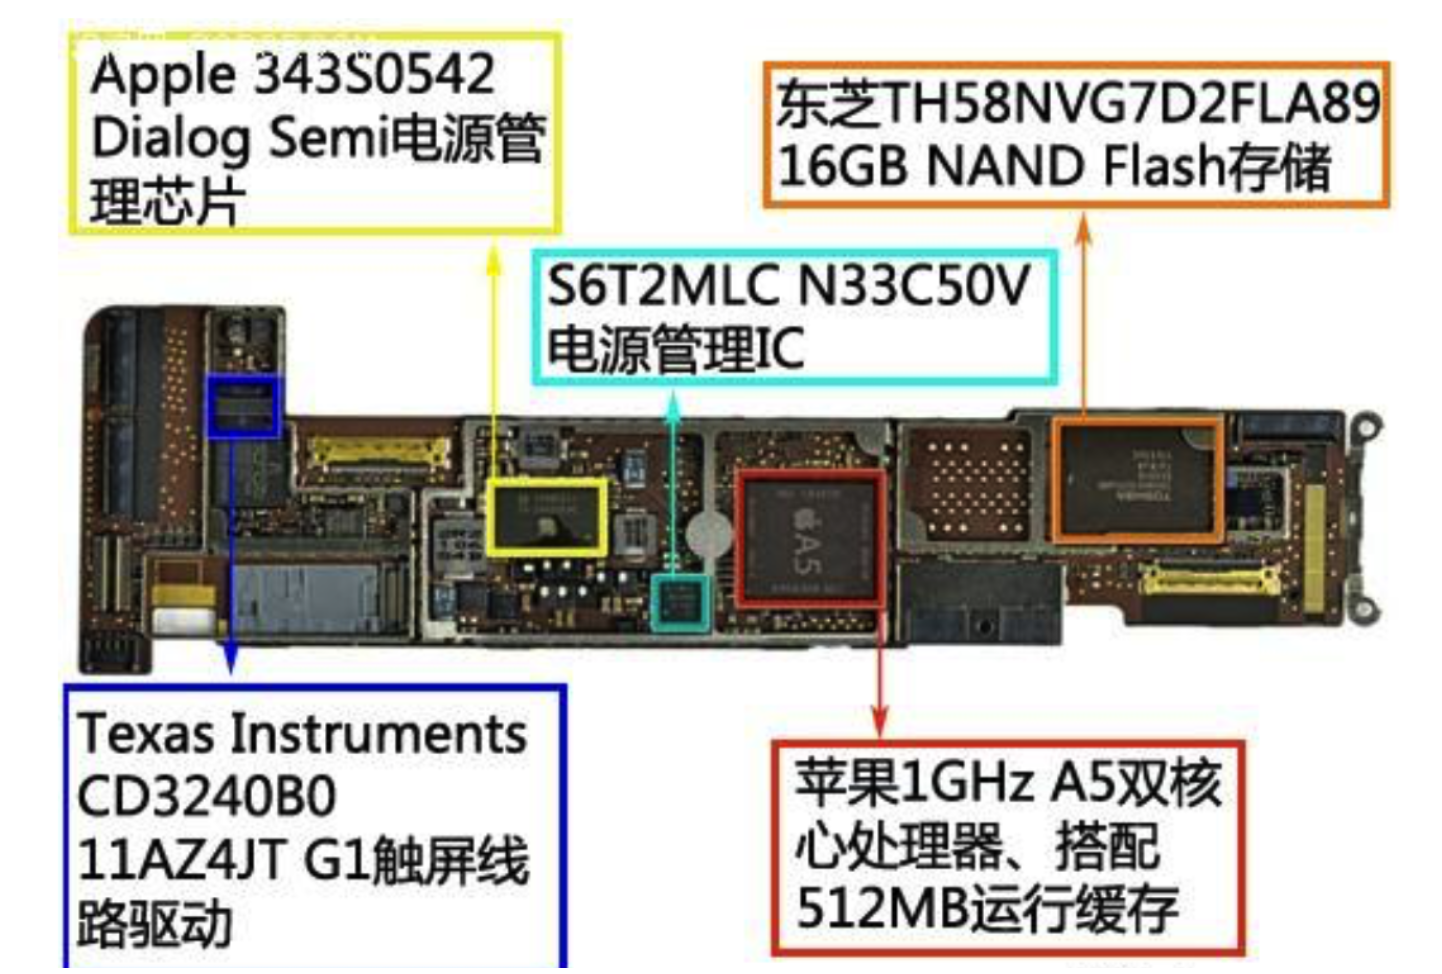 Apple 343S0542
Dialog Semi电源管
理芯片
东芝TH58NVG7D2FLA89
16GB NAND Flash存储
S6T2MLC N33C50V
电源管理IC
TOSHIBA
A5
Texas Instruments
CD3240B0
11AZ4JT G1触屏线
路驱动
苹果1GHz A5双核
心处理器、搭配
512MB运行缓存